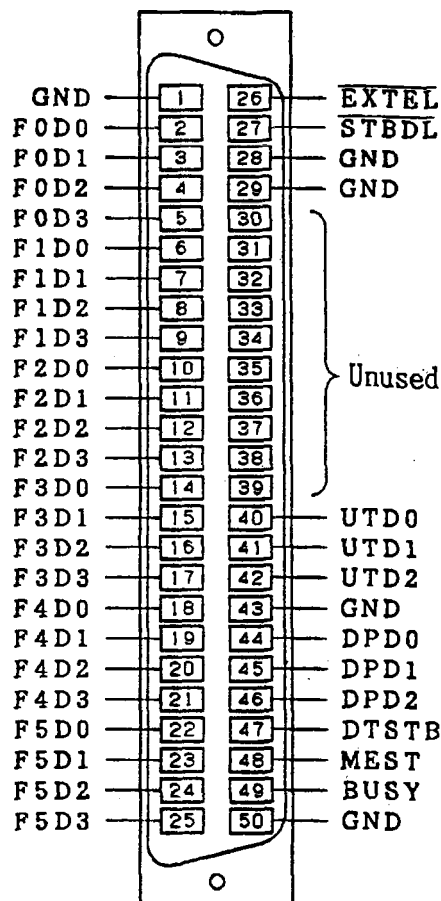 GND 1 26 EXTEL
F0D0 2 27 STBDL
F0D1 3 28 GND
F0D2 4 29 GND
F0D3 5 30
F1D0 6 31
F1D1 7 32
F1D2 8 33
F1D3 9 34
F2D0 10 35 Unused
F2D1 11 36
F2D2 12 37
F2D3 13 38
F3D0 14 39
F3D1 15 40 UTD0
F3D2 16 41 UTD1
F3D3 17 42 UTD2
F4D0 18 43 GND
F4D1 19 44 DPD0
F4D2 20 45 DPD1
F4D3 21 46 DPD2
F5D0 22 47 DTSTB
F5D1 23 48 MEST
F5D2 24 49 BUSY
F5D3 25 50 GND